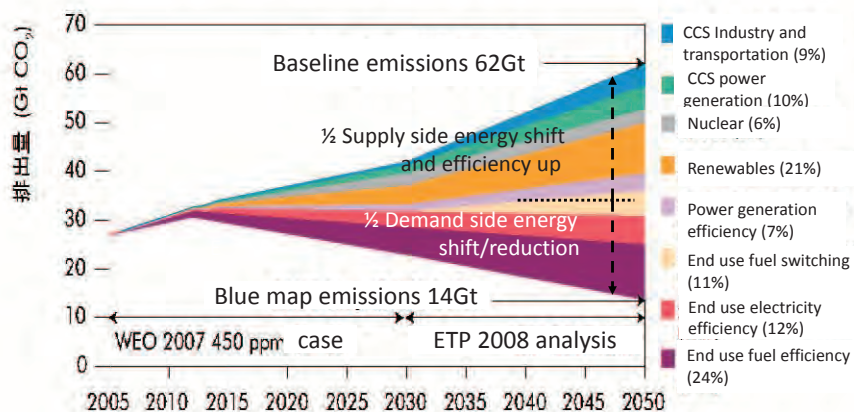 排出量 (Gt CO₂)
70
60
50
40
30
20
10
0
Baseline emissions 62Gt
½ Supply side energy shift
and efficiency up
½ Demand side energy
shift/reduction
Blue map emissions 14Gt
WEO 2007 450 ppm case
ETP 2008 analysis
2005 2010 2015 2020 2025 2030 2035 2040 2045 2050
CCS Industry and
transportation (9%)
CCS power
generation (10%)
Nuclear (6%)
Renewables (21%)
Power generation
efficiency (7%)
End use fuel switching
(11%)
End use electricity
efficiency (12%)
End use fuel efficiency
(24%)